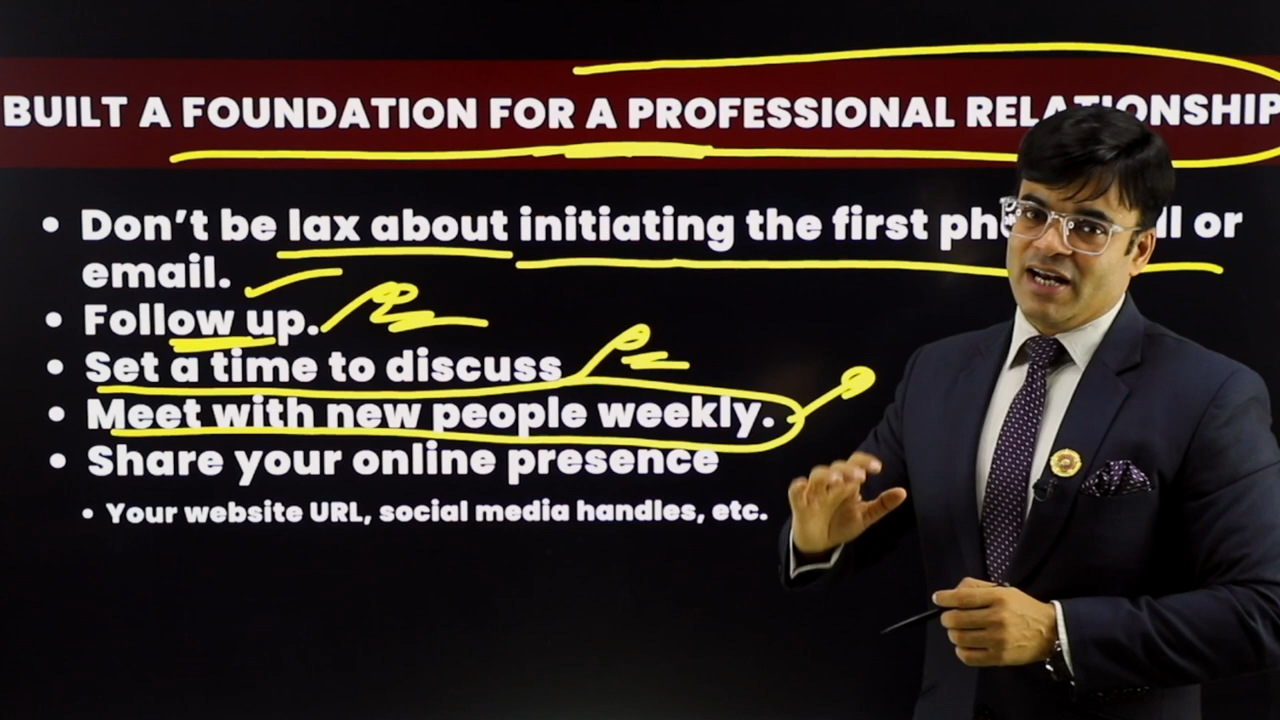 BUILT A FOUNDATION FOR A PROFESSIONAL RELATIONSHIP
• Don't be lax about initiating the first ll or
email.
• Follow up.
• Set a time to discuss
• Meet with new people weekly.
• Share your online presence
• Your website URL, social media handles, etc.